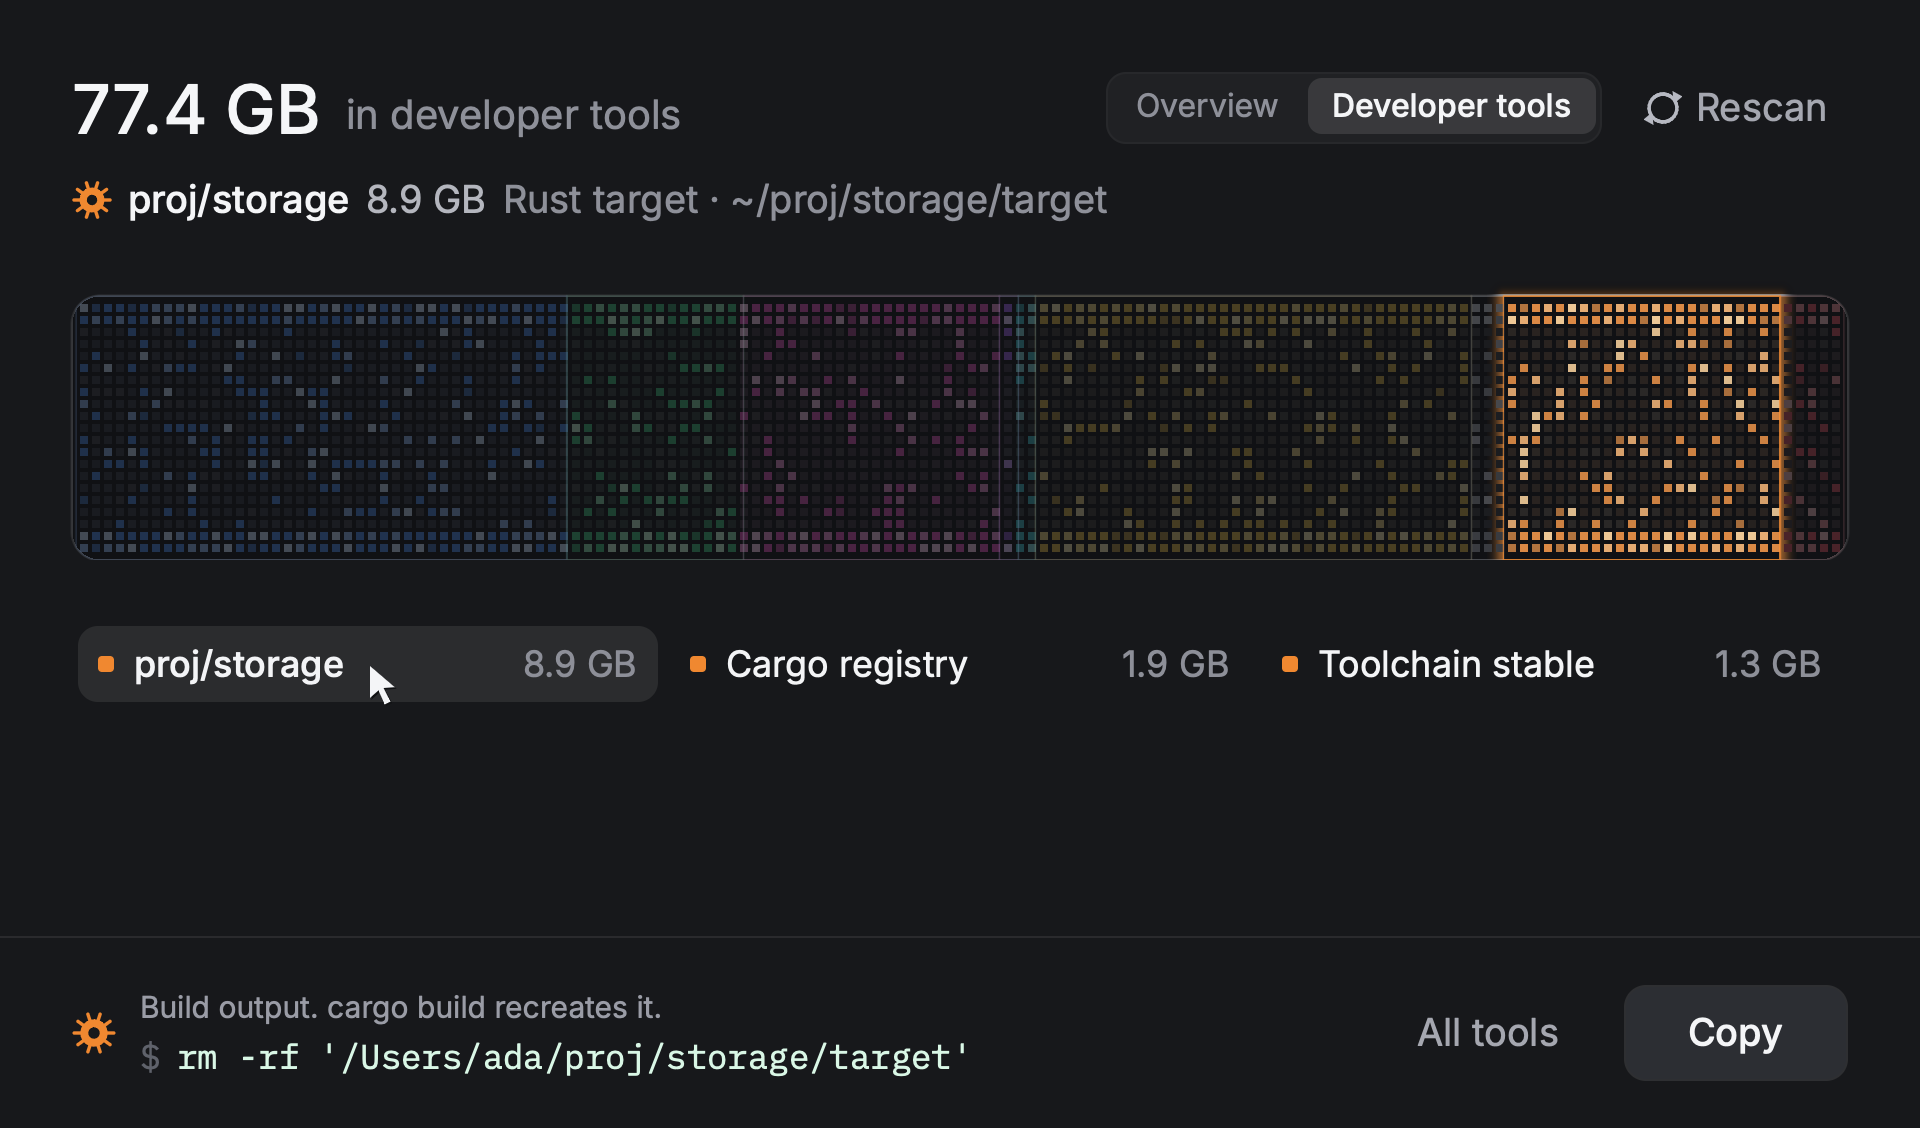 77.4 GB in developer tools
Overview
Developer tools
Rescan
proj/storage 8.9 GB Rust target · ~/proj/storage/target
proj/storage 8.9 GB
Cargo registry 1.9 GB
Toolchain stable 1.3 GB
Build output. cargo build recreates it.
$ rm -rf '/Users/ada/proj/storage/target'
All tools
Copy